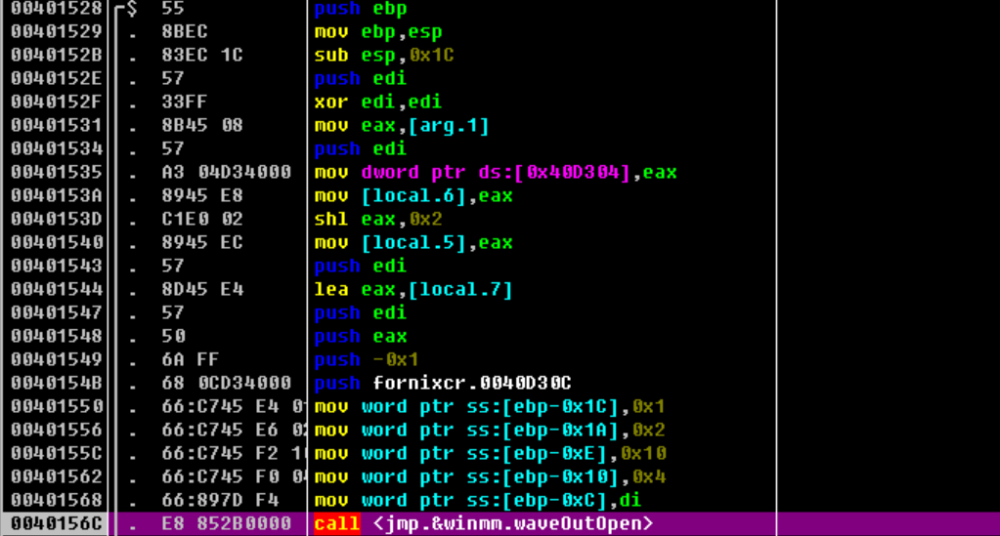 00401528 $ 55 push ebp
00401529 . 8BEC mov ebp,esp
0040152B . 83EC 1C sub esp,0x1C
0040152E . 57 push edi
0040152F . 33FF xor edi,edi
00401531 . 8B45 08 mov eax,[arg.1]
00401534 . 57 push edi
00401535 . A3 04D34000 mov dword ptr ds:[0x40D304],eax
0040153A . 8945 E8 mov [local.6],eax
0040153D . C1E0 02 shl eax,0x2
00401540 . 8945 EC mov [local.5],eax
00401543 . 57 push edi
00401544 . 8D45 E4 lea eax,[local.7]
00401547 . 57 push edi
00401548 . 50 push eax
00401549 . 6A FF push -0x1
0040154B . 68 0CD34000 push fornixcr.0040D30C
00401550 . 66:C745 E4 mov word ptr ss:[ebp-0x1C],0x1
00401556 . 66:C745 E6 mov word ptr ss:[ebp-0x1A],0x2
0040155C . 66:C745 F2 mov word ptr ss:[ebp-0xE],0x10
00401562 . 66:C745 F0 mov word ptr ss:[ebp-0x10],0x4
00401568 . 66:897D F4 mov word ptr ss:[ebp-0xC],di
0040156C . E8 852B0000 call <jmp.&winmm.waveOutOpen>